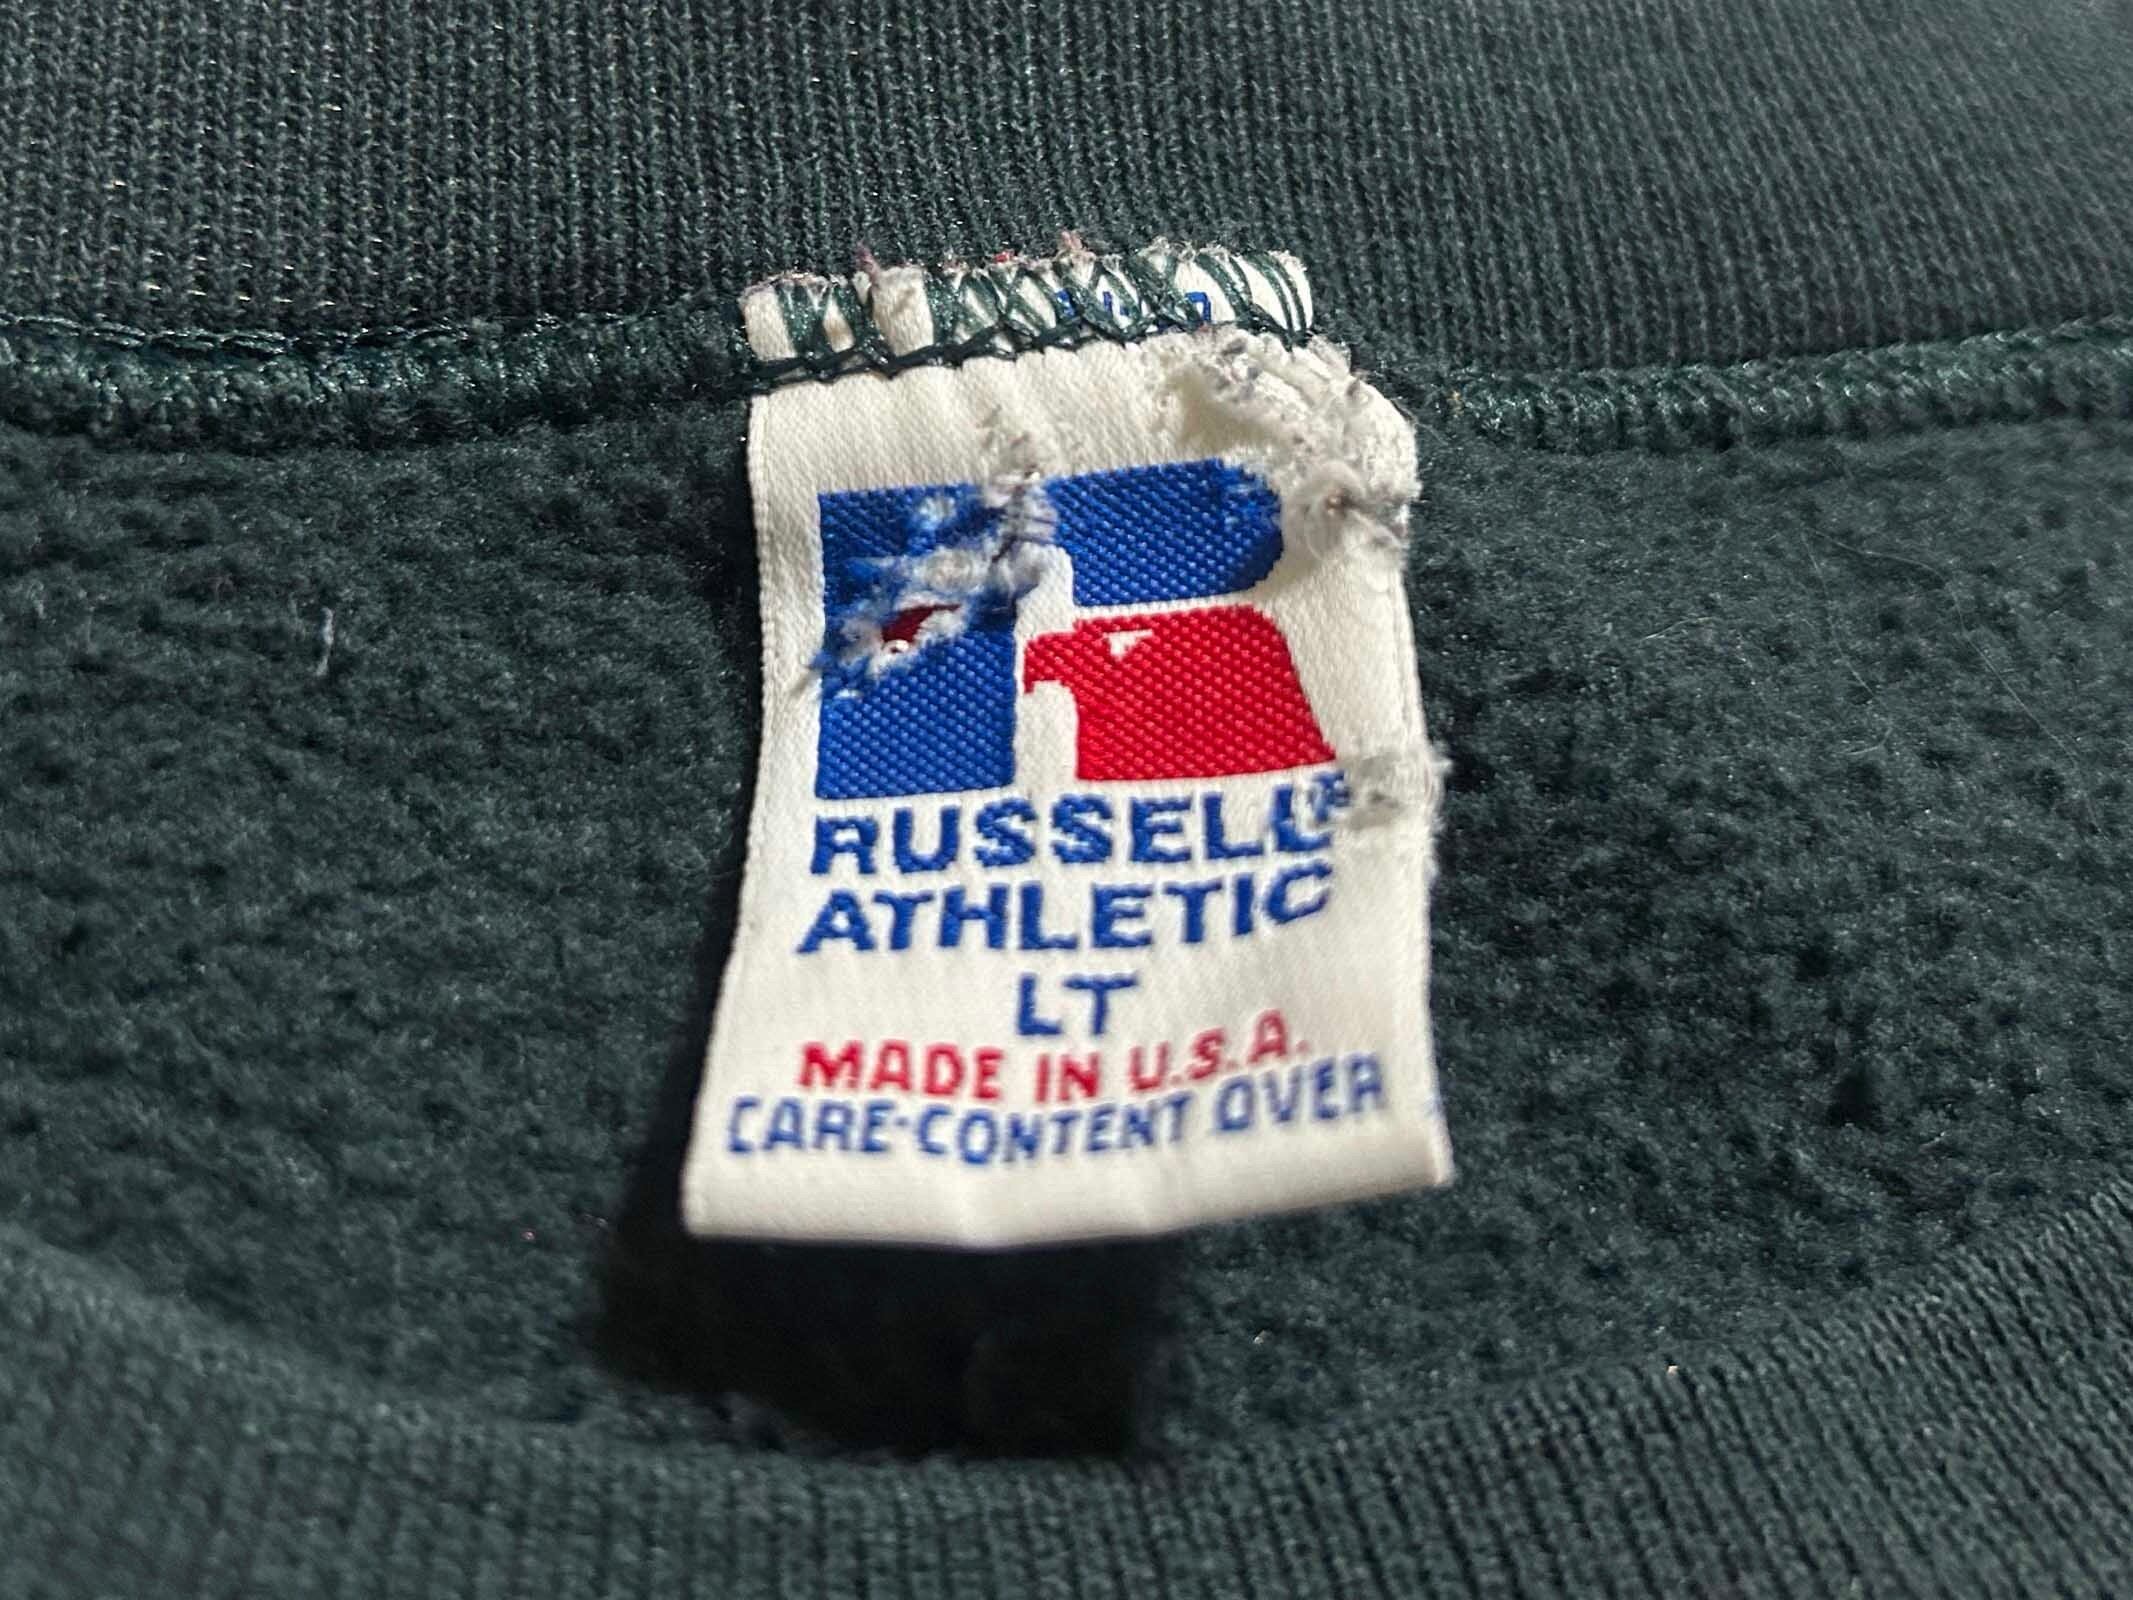 RUSSELL®
ATHLETIC
LT
MADE IN U.S.A.
CARE-CONTENT OVER